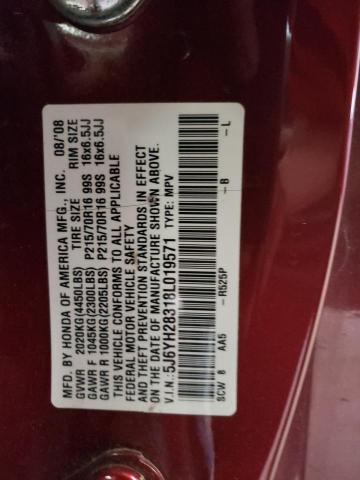 MFD. BY HONDA OF AMERICA MFG., INC. 08/'08
GVWR 2020KG(4450LBS) TIRE SIZE RIM SIZE
GAWR F 1045KG(2300LBS) P215/70R16 99S 16x6.5JJ
GAWR R 1000KG(2205LBS) P215/70R16 99S 16x6.5JJ
THIS VEHICLE CONFORMS TO ALL APPLICABLE
FEDERAL MOTOR VEHICLE SAFETY
AND THEFT PREVENTION STANDARDS IN EFFECT
ON THE DATE OF MANUFACTURE SHOWN ABOVE.
V.I.N.: 5J6YH28318L019571 TYPE: MPV
SCW 8 AA5 -R525P -B -L